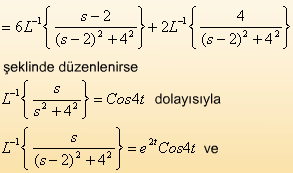 = 6L⁻¹{ (s − 2) / ((s − 2)² + 4²) } + 2L⁻¹{ 4 / ((s − 2)² + 4²) }
şeklinde düzenlenirse
L⁻¹{ s / (s² + 4²) } = Cos4t dolayısıyla
L⁻¹{ s / ((s − 2)² + 4²) } = e²ᵗCos4t ve